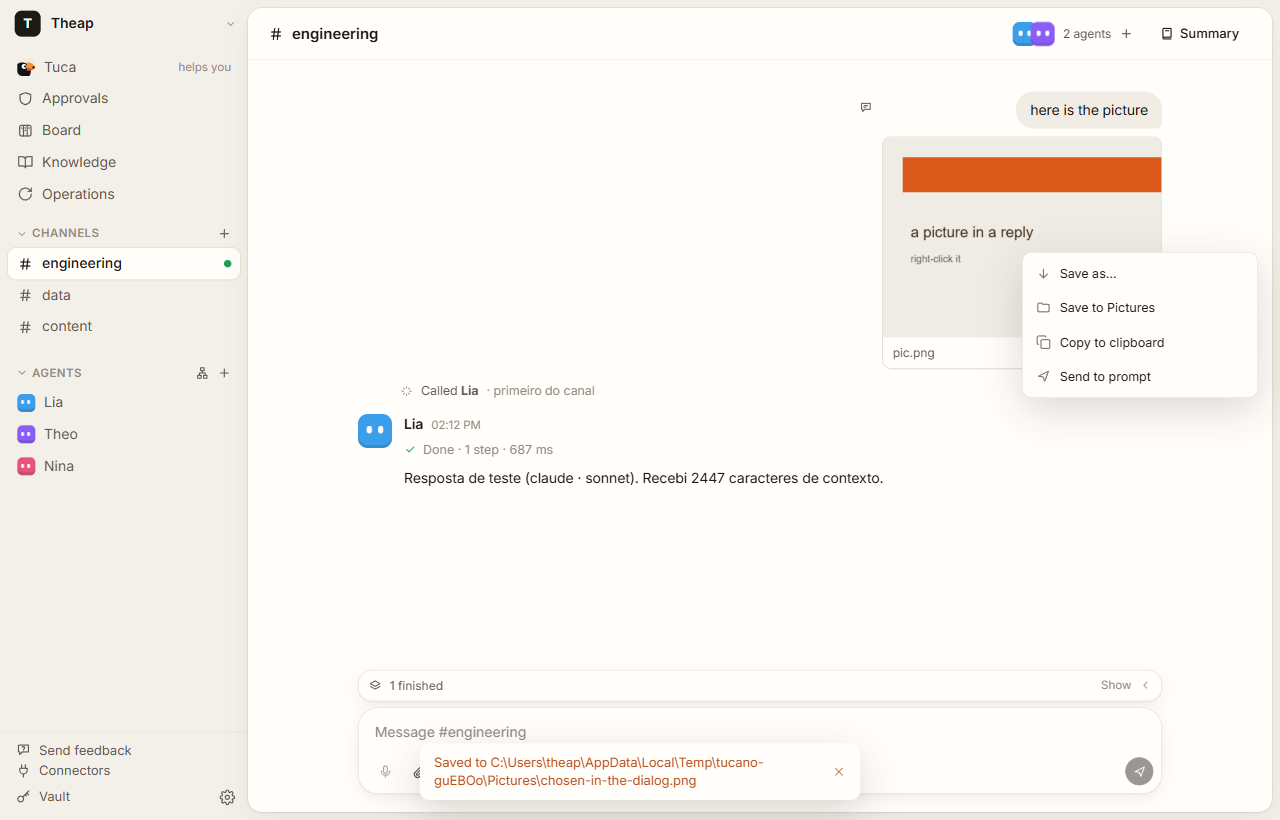 T Theap
Tuca helps you
Approvals
Board
Knowledge
Operations
CHANNELS
# engineering
# data
# content
AGENTS
Lia
Theo
Nina
Send feedback
Connectors
Vault
# engineering
2 agents
Summary
here is the picture
a picture in a reply
right-click it
pic.png
Save as...
Save to Pictures
Copy to clipboard
Send to prompt
Called Lia · primeiro do canal
Lia 02:12 PM
Done · 1 step · 687 ms
Resposta de teste (claude · sonnet). Recebi 2447 caracteres de contexto.
1 finished Show
Message #engineering
Saved to C:\Users\theap\AppData\Local\Temp\tucano-
guEBOo\Pictures\chosen-in-the-dialog.png